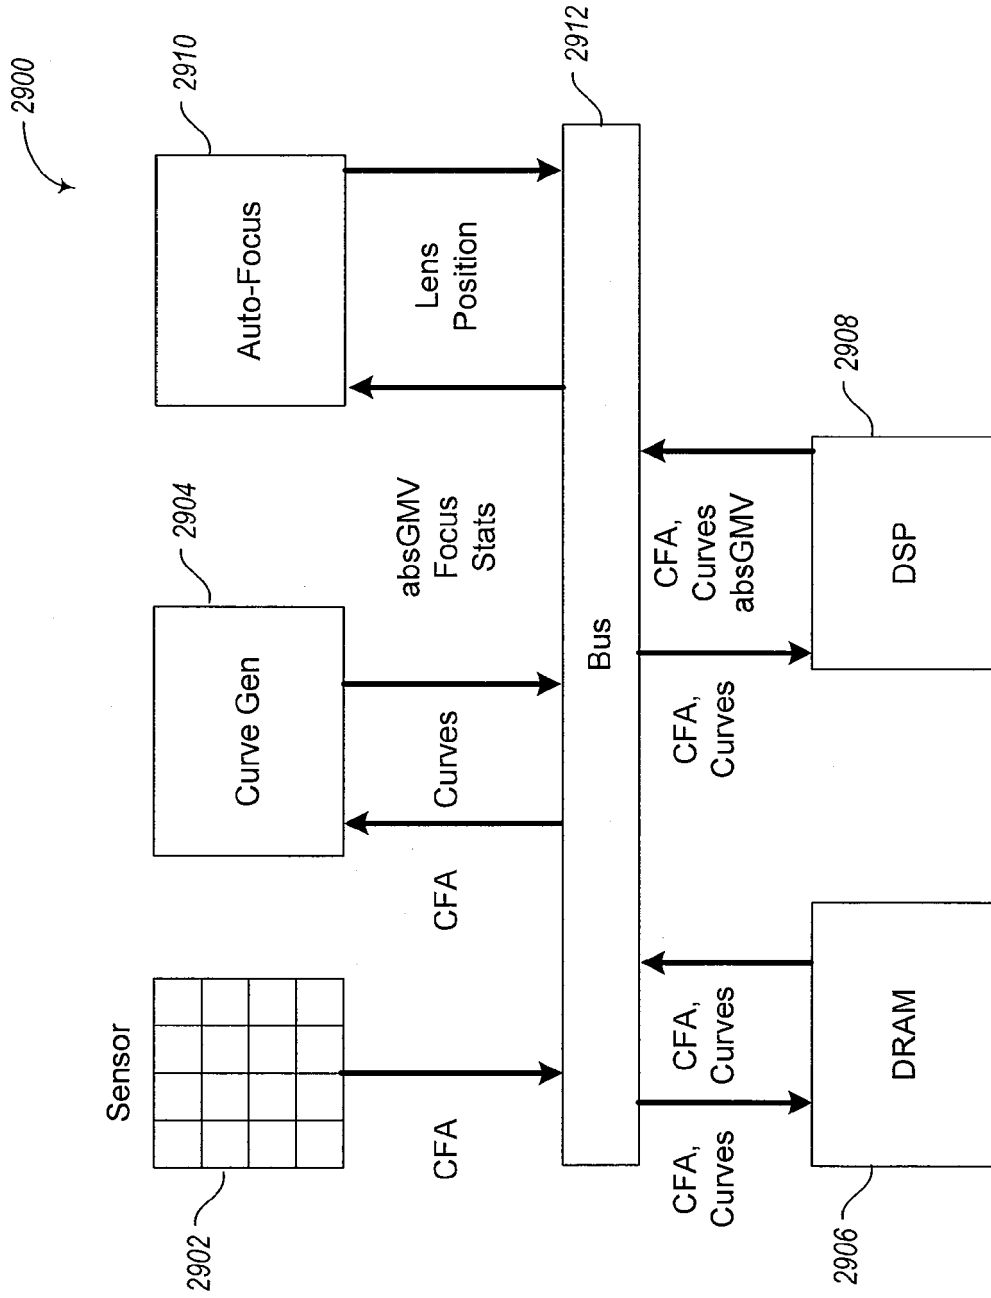 2900
Sensor
2902
CFA
Curve Gen
2904
CFA
Curves
absGMV
Focus
Stats
Auto-Focus
2910
Lens
Position
Bus
2912
CFA,
Curves
CFA,
Curves
DRAM
2906
CFA,
Curves
CFA,
Curves
absGMV
DSP
2908